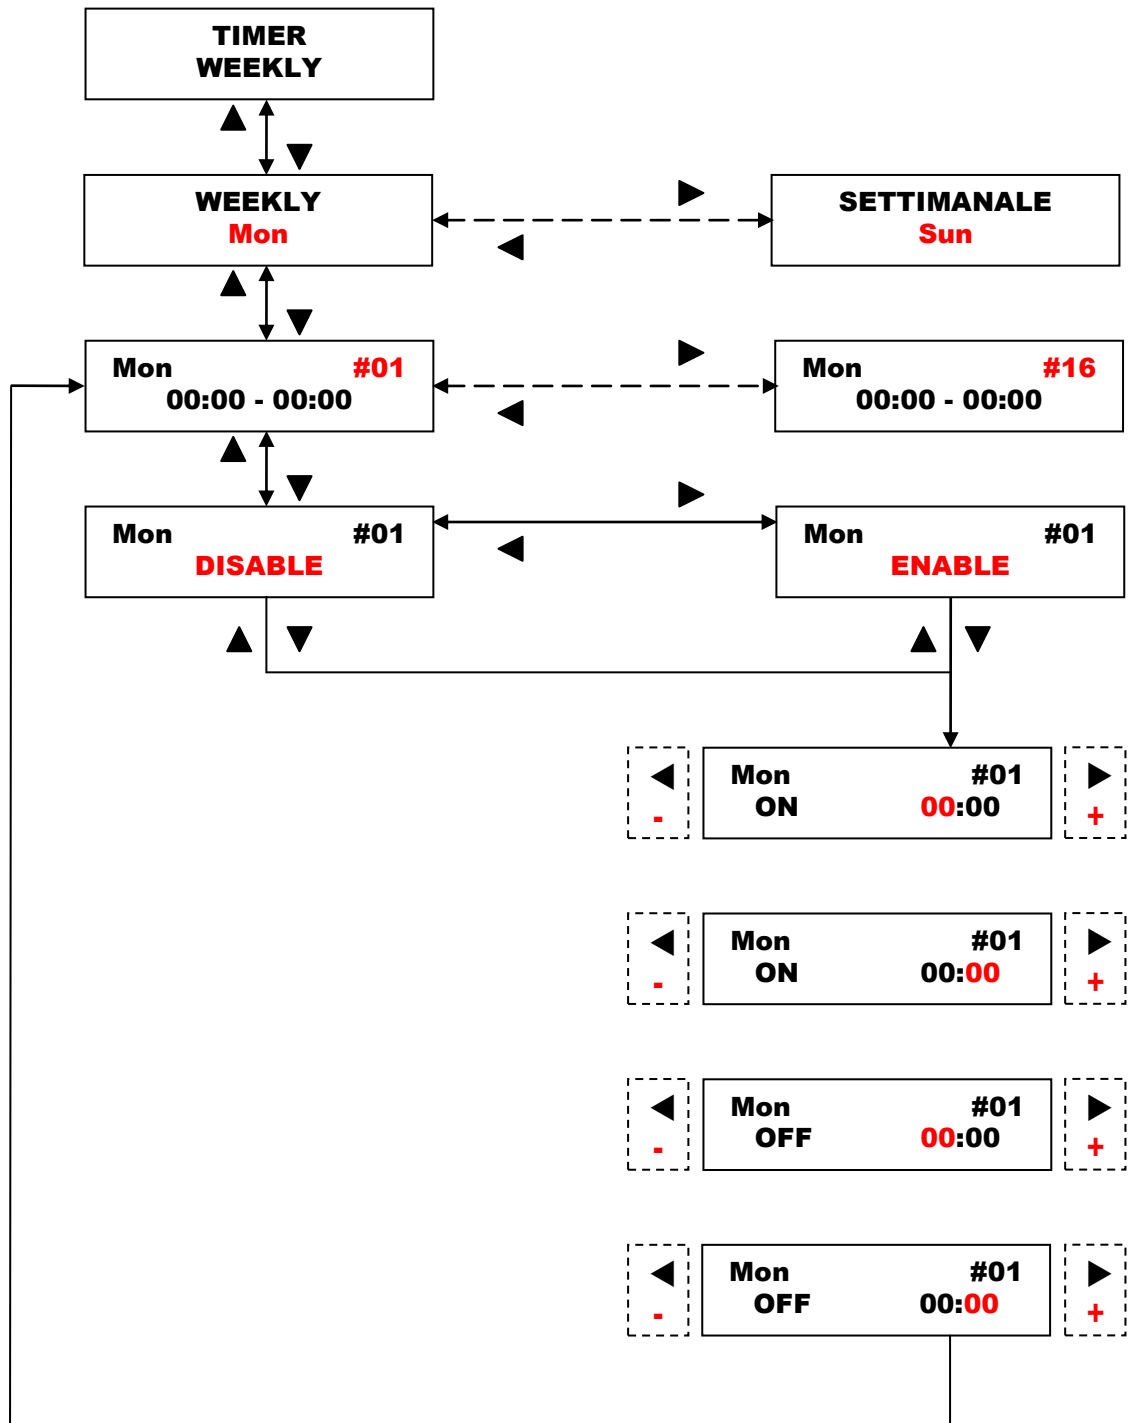 TIMER
WEEKLY
WEEKLY
Mon
SETTIMANALE
Sun
Mon #01
00:00 - 00:00
Mon #16
00:00 - 00:00
Mon #01
DISABLE
Mon #01
ENABLE
Mon #01
- ON 00:00 +
Mon #01
- ON 00:00 +
Mon #01
- OFF 00:00 +
Mon #01
- OFF 00:00 +